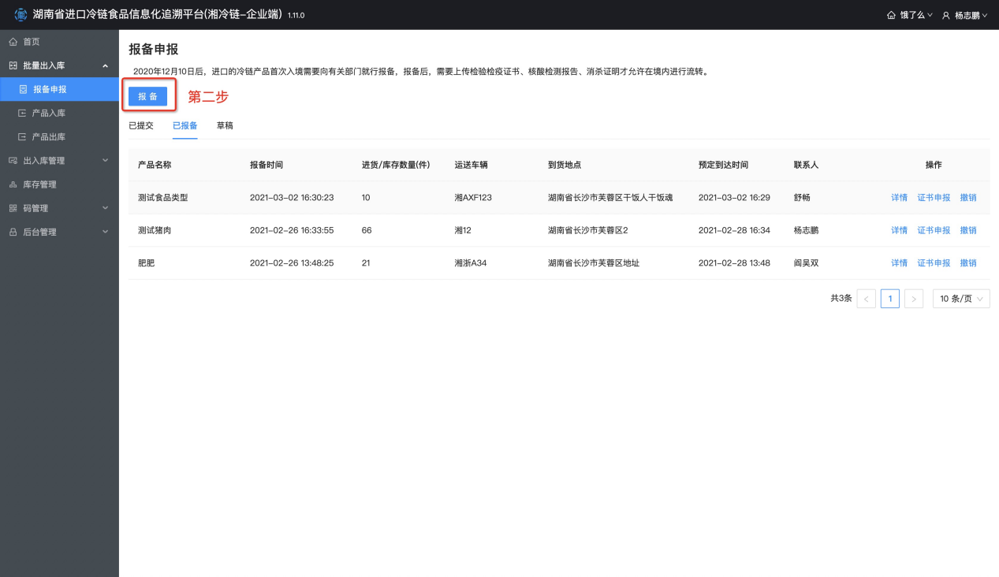 湖南省进口冷链食品信息化追溯平台(湘冷链-企业端) 1.11.0 饿了么 杨志鹏
首页
批量出入库
报备申报
产品入库
产品出库
出入库管理
库存管理
码管理
后台管理
报备申报
2020年12月10日后，进口的冷链产品首次入境需要向有关部门就行报备，报备后，需要上传检验检疫证书、核酸检测报告、消杀证明才允许在境内进行流转。
报 备 第二步
已提交 已报备 草稿
产品名称 报备时间 进货/库存数量(件) 运送车辆 到货地点 预定到达时间 联系人 操作
测试食品类型 2021-03-02 16:30:23 10 湘AXF123 湖南省长沙市芙蓉区干饭人干饭魂 2021-03-02 16:29 舒畅 详情 证书申报 撤销
测试猪肉 2021-02-26 16:33:55 66 湘12 湖南省长沙市芙蓉区2 2021-02-28 16:34 杨志鹏 详情 证书申报 撤销
肥肥 2021-02-26 13:48:25 21 湘浙A34 湖南省长沙市芙蓉区地址 2021-02-28 13:48 阎吴双 详情 证书申报 撤销
共3条 < 1 > 10 条/页